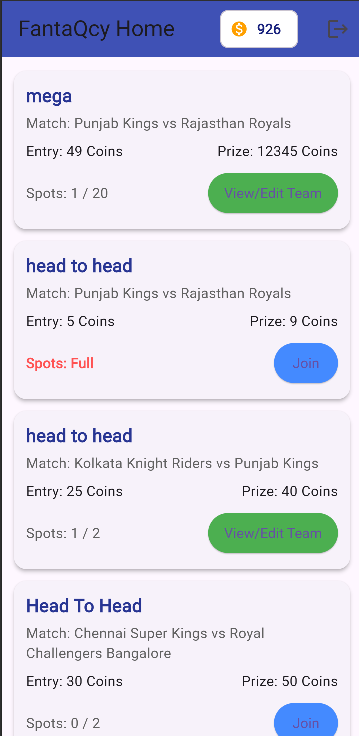 FantaQcy Home
926
mega
Match: Punjab Kings vs Rajasthan Royals
Entry: 49 Coins Prize: 12345 Coins
Spots: 1 / 20 View/Edit Team
head to head
Match: Punjab Kings vs Rajasthan Royals
Entry: 5 Coins Prize: 9 Coins
Spots: Full Join
head to head
Match: Kolkata Knight Riders vs Punjab Kings
Entry: 25 Coins Prize: 40 Coins
Spots: 1 / 2 View/Edit Team
Head To Head
Match: Chennai Super Kings vs Royal
Challengers Bangalore
Entry: 30 Coins Prize: 50 Coins
Spots: 0 / 2 Join